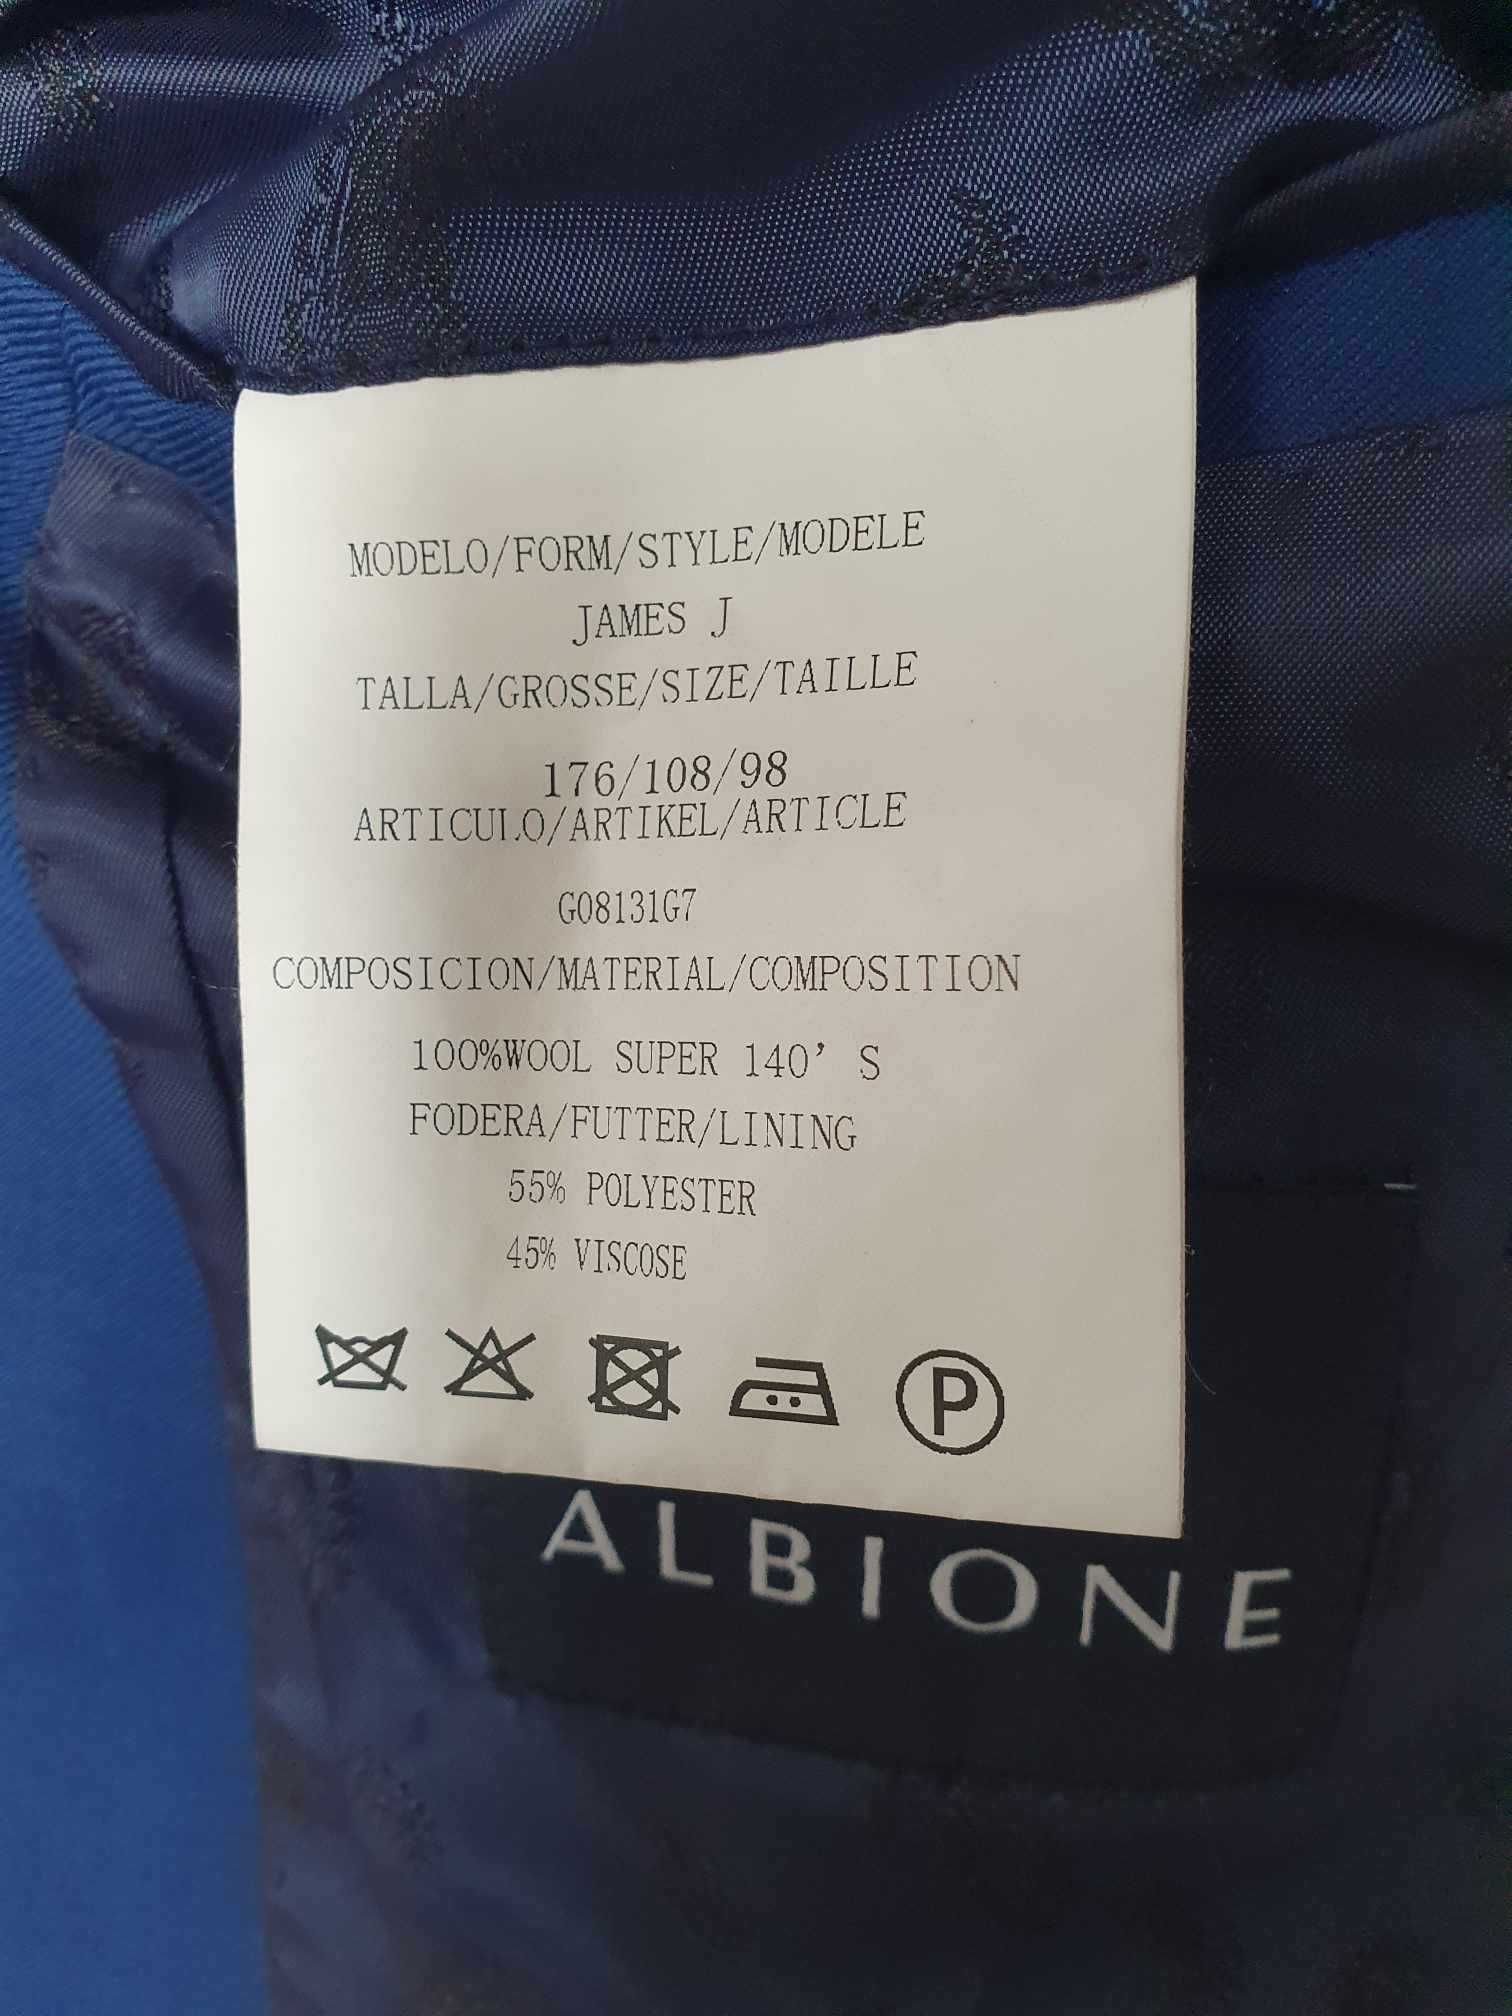 MODELO/FORM/STYLE/MODELE
JAMES J
TALLA/GROSSE/SIZE/TAILLE
176/108/98
ARTICULO/ARTIKEL/ARTICLE
G08131G7
COMPOSICION/MATERIAL/COMPOSITION
100%WOOL SUPER 140' S
FODERA/FUTTER/LINING
55% POLYESTER
45% VISCOSE
P
ALBIONE